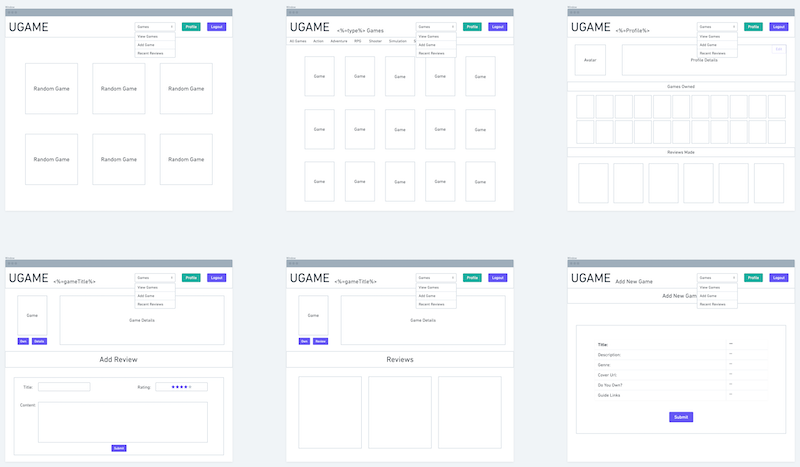 UGAME
Games
Profile
Logout
View Games
Add Game
Recent Reviews
Random Game
Random Game
Random Game
Random Game
Random Game
Random Game
UGAME
<%=type%> Games
Games
Profile
Logout
View Games
Add Game
Recent Reviews
All Games Action Adventure RPG Shooter Simulation
Game Game Game Game Game
Game Game Game Game Game
Game Game Game Game Game
UGAME
<%=Profile%>
Games
Profile
Logout
View Games
Add Game
Recent Reviews
Edit
Avatar
Profile Details
Games Owned
Reviews Made
UGAME
<%=gameTitle%>
Games
Profile
Logout
View Games
Add Game
Recent Reviews
Game
Game Details
Own
Delete
Add Review
Title:
Rating:
Content:
Submit
UGAME
<%=gameTitle%>
Games
Profile
Logout
View Games
Add Game
Recent Reviews
Game
Game Details
Own
Review
Reviews
UGAME
Add New Game
Games
Profile
Logout
View Games
Add Game
Recent Reviews
Add New Gam
Title:
Description:
Genre
Cover Url:
Do You Own?
Guide Links
Submit